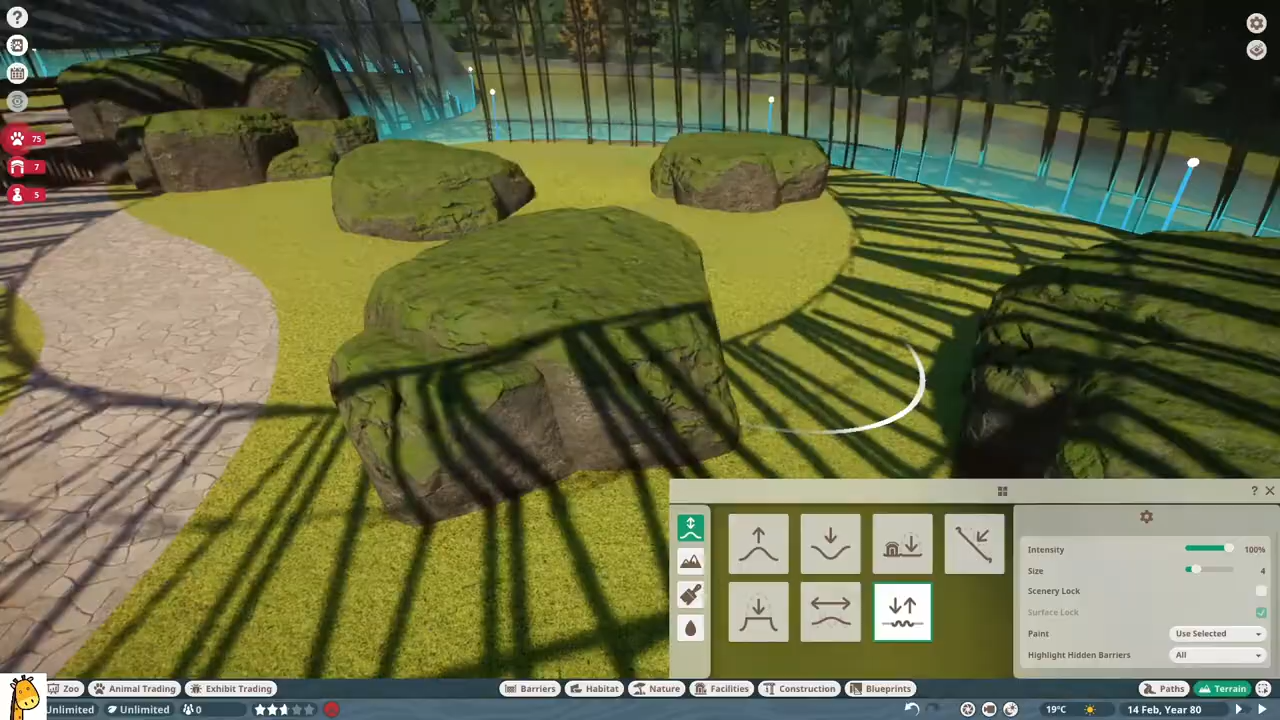 ?
75
7
5
? ×
Intensity 100%
Size 4
Scenery Lock
Surface Lock
Paint Use Selected
Highlight Hidden Barriers All
Zoo Animal Trading Exhibit Trading Barriers Habitat Nature Facilities Construction Blueprints Paths Terrain
Unlimited Unlimited 0 19°C 14 Feb, Year 80